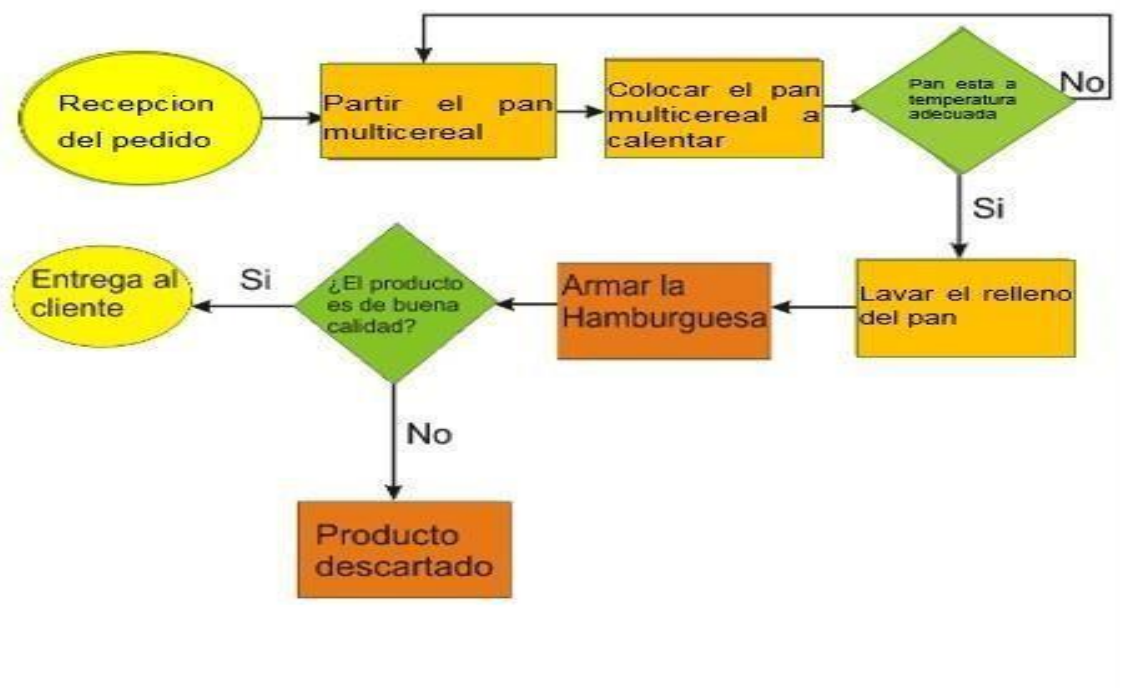 Recepcion
del pedido
Partir el pan
multicereal
Colocar el pan
multicereal a
calentar
Pan esta a
temperatura
adecuada
No
Si
Lavar el relleno
del pan
Armar la
Hamburguesa
¿El producto
es de buena
calidad?
Si
Entrega al
cliente
No
Producto
descartado